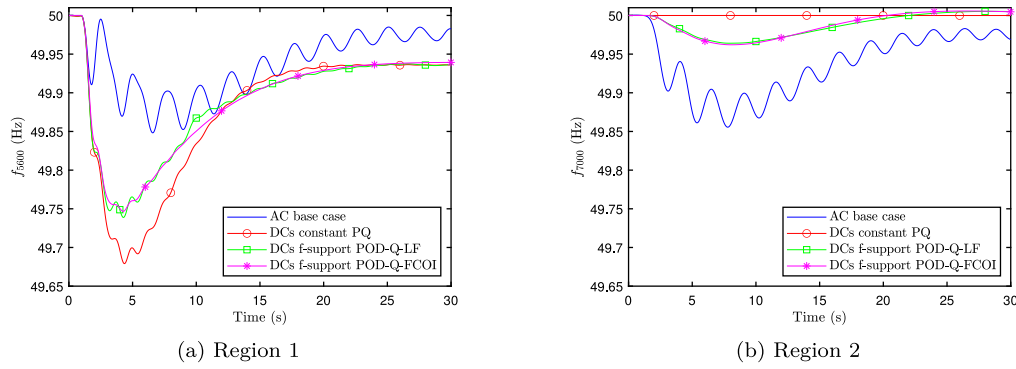 50
49.95
49.9
49.85
49.8
49.75
49.7
49.65
f5600 (Hz)
0 5 10 15 20 25 30
Time (s)
AC base case
DCs constant PQ
DCs f-support POD-Q-LF
DCs f-support POD-Q-FCOI
(a) Region 1
50
49.95
49.9
49.85
49.8
49.75
49.7
49.65
f7000 (Hz)
0 5 10 15 20 25 30
Time (s)
AC base case
DCs constant PQ
DCs f-support POD-Q-LF
DCs f-support POD-Q-FCOI
(b) Region 2